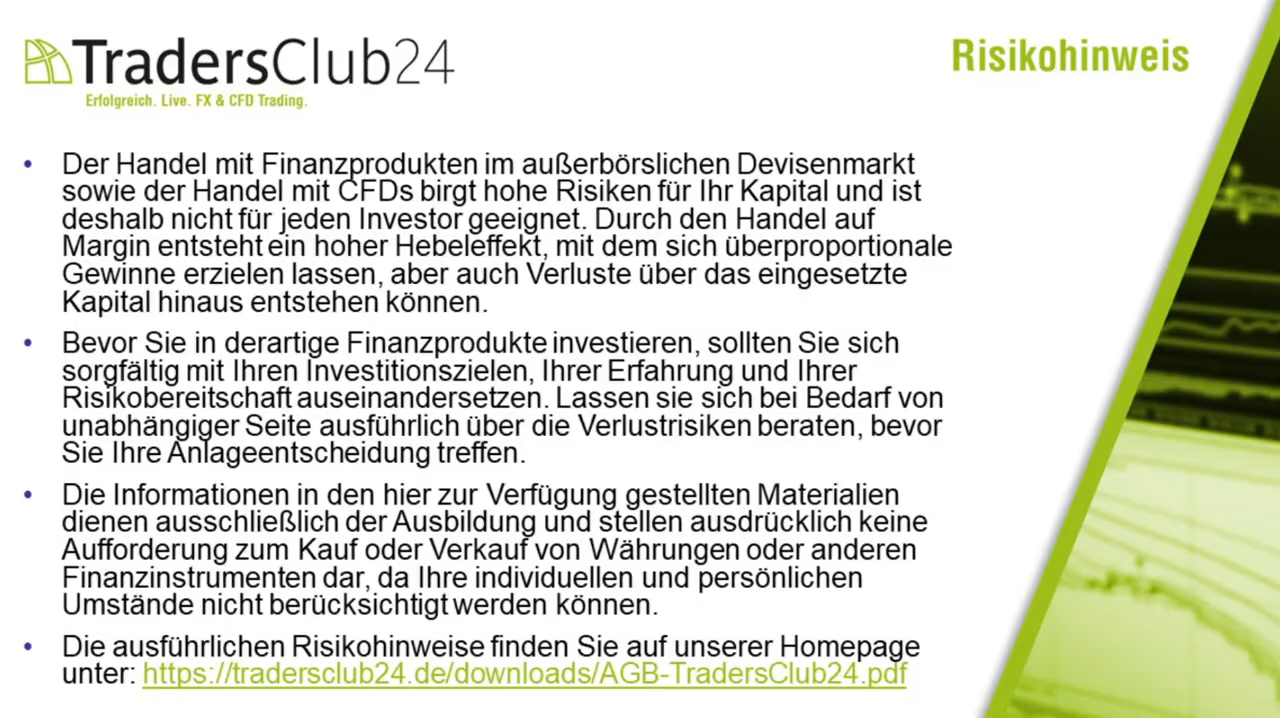 TradersClub24
Erfolgreich. Live. FX & CFD Trading.
Risikohinweis
• Der Handel mit Finanzprodukten im außerbörslichen Devisenmarkt
sowie der Handel mit CFDs birgt hohe Risiken für Ihr Kapital und ist
deshalb nicht für jeden Investor geeignet. Durch den Handel auf
Margin entsteht ein hoher Hebeleffekt, mit dem sich überproportionale
Gewinne erzielen lassen, aber auch Verluste über das eingesetzte
Kapital hinaus entstehen können.
• Bevor Sie in derartige Finanzprodukte investieren, sollten Sie sich
sorgfältig mit Ihren Investitionszielen, Ihrer Erfahrung und Ihrer
Risikobereitschaft auseinandersetzen. Lassen sie sich bei Bedarf von
unabhängiger Seite ausführlich über die Verlustrisiken beraten, bevor
Sie Ihre Anlageentscheidung treffen.
• Die Informationen in den hier zur Verfügung gestellten Materialien
dienen ausschließlich der Ausbildung und stellen ausdrücklich keine
Aufforderung zum Kauf oder Verkauf von Währungen oder anderen
Finanzinstrumenten dar, da Ihre individuellen und persönlichen
Umstände nicht berücksichtigt werden können.
• Die ausführlichen Risikohinweise finden Sie auf unserer Homepage
unter: https://tradersclub24.de/downloads/AGB-TradersClub24.pdf